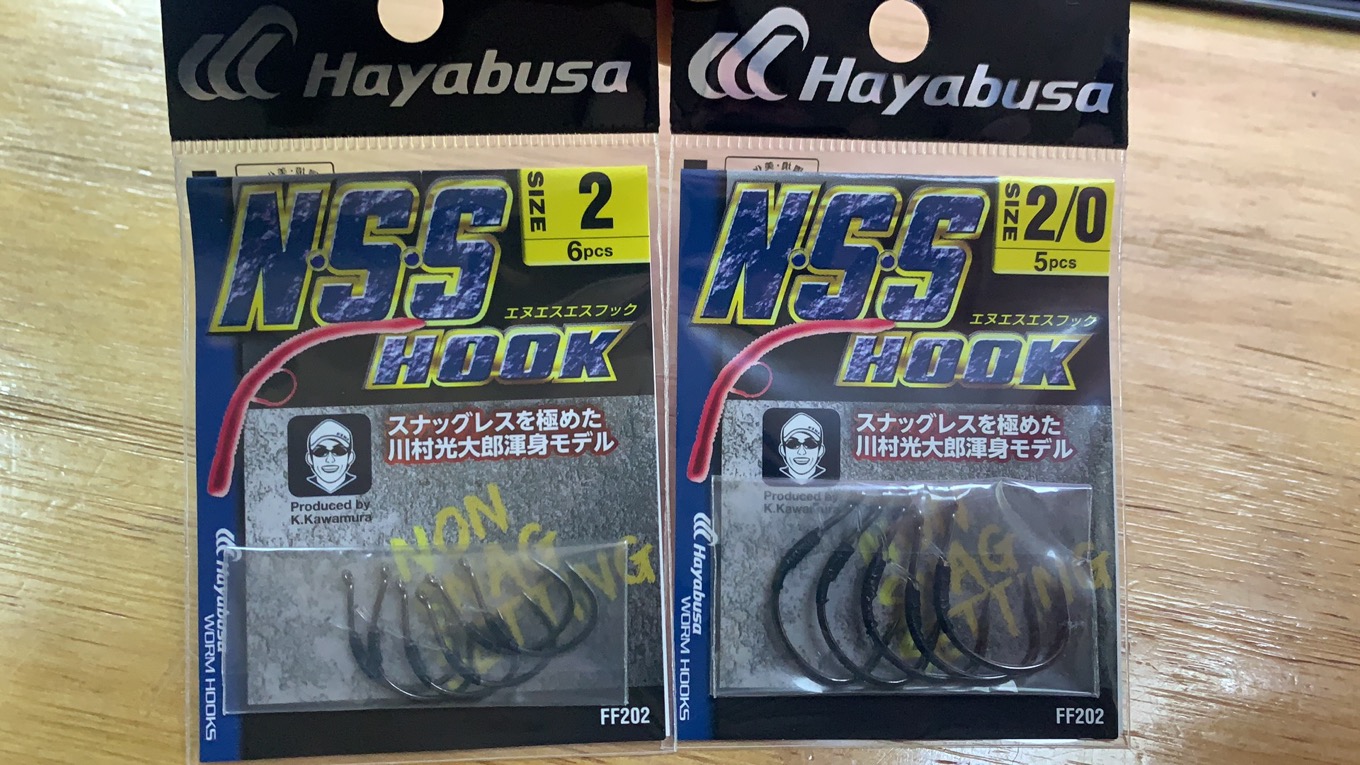 Hayabusa
N·S·S
SIZE
2
6pcs
エヌエスエスフック
HOOK
スナッグレスを極めた
川村光大郎渾身モデル
Produced by
K.Kawamura
NON
Hayabusa
WORM HOOKS
FF202
Hayabusa
N·S·S
SIZE
2/0
5pcs
エヌエスエスフック
HOOK
スナッグレスを極めた
川村光大郎渾身モデル
Produced by
K.Kawamura
Hayabusa
WORM HOOKS
FF202